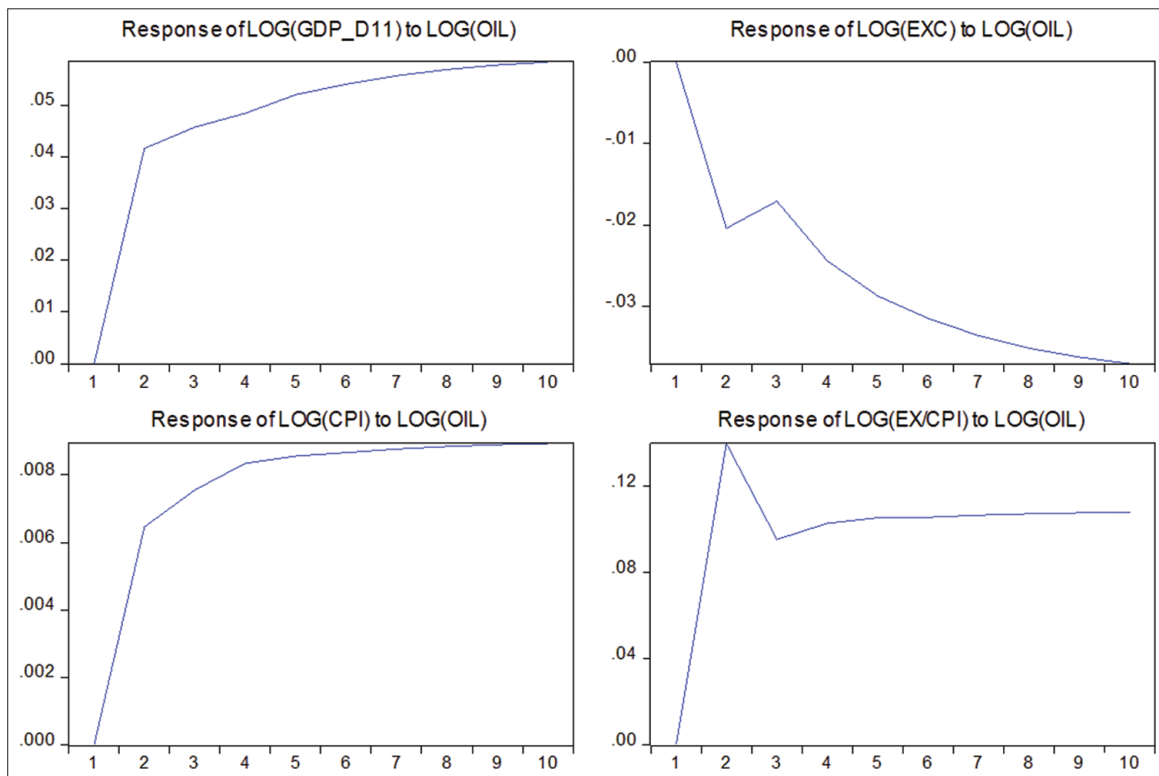 Response of LOG(GDP_D11) to LOG(OIL)
.05
.04
.03
.02
.01
.00
1 2 3 4 5 6 7 8 9 10
Response of LOG(EXC) to LOG(OIL)
.00
-.01
-.02
-.03
1 2 3 4 5 6 7 8 9 10
Response of LOG(CPI) to LOG(OIL)
.008
.006
.004
.002
.000
1 2 3 4 5 6 7 8 9 10
Response of LOG(EX/CPI) to LOG(OIL)
.12
.08
.04
.00
1 2 3 4 5 6 7 8 9 10